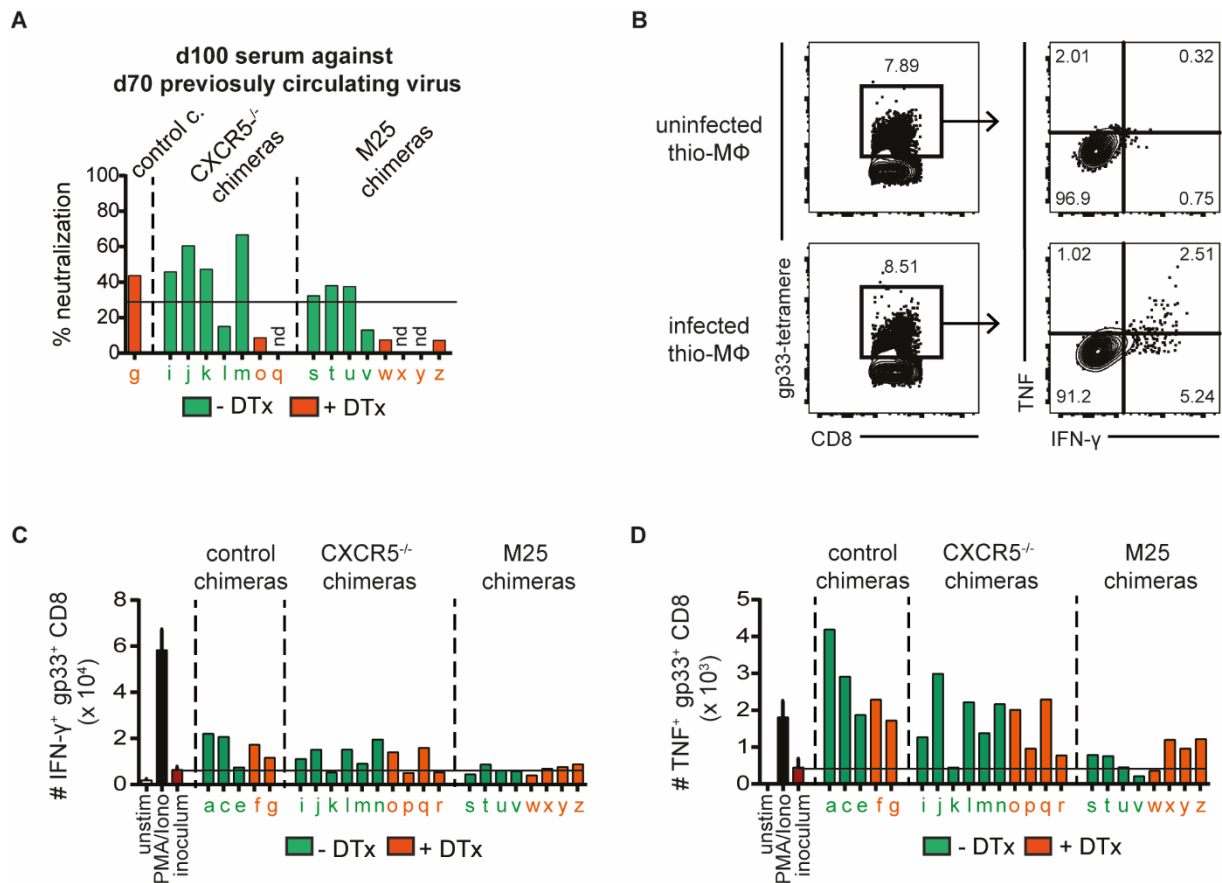 A
d100 serum against
d70 previosuly circulating virus
control c.
CXCR5-/-
chimeras
M25
chimeras
% neutralization
100
80
60
40
20
0
nd
nd
nd
g i j k l m o q s t u v w x y z
- DTx + DTx
B
uninfected
thio-MΦ
infected
thio-MΦ
gp33-tetramere
7.89
8.51
CD8
TNF
2.01 0.32
96.9 0.75
1.02 2.51
91.2 5.24
IFN-γ
C
control
chimeras
CXCR5-/-
chimeras
M25
chimeras
# IFN-γ+ gp33+ CD8
(x 10⁴)
8
6
4
2
0
unstim
PMA/Iono
inoculum
a c e f g i j k l m n o p q r s t u v w x y z
- DTx + DTx
D
control
chimeras
CXCR5-/-
chimeras
M25
chimeras
# TNF+ gp33+ CD8
(x 10³)
5
4
3
2
1
0
unstim
PMA/Iono
inoculum
a c e f g i j k l m n o p q r s t u v w x y z
- DTx + DTx